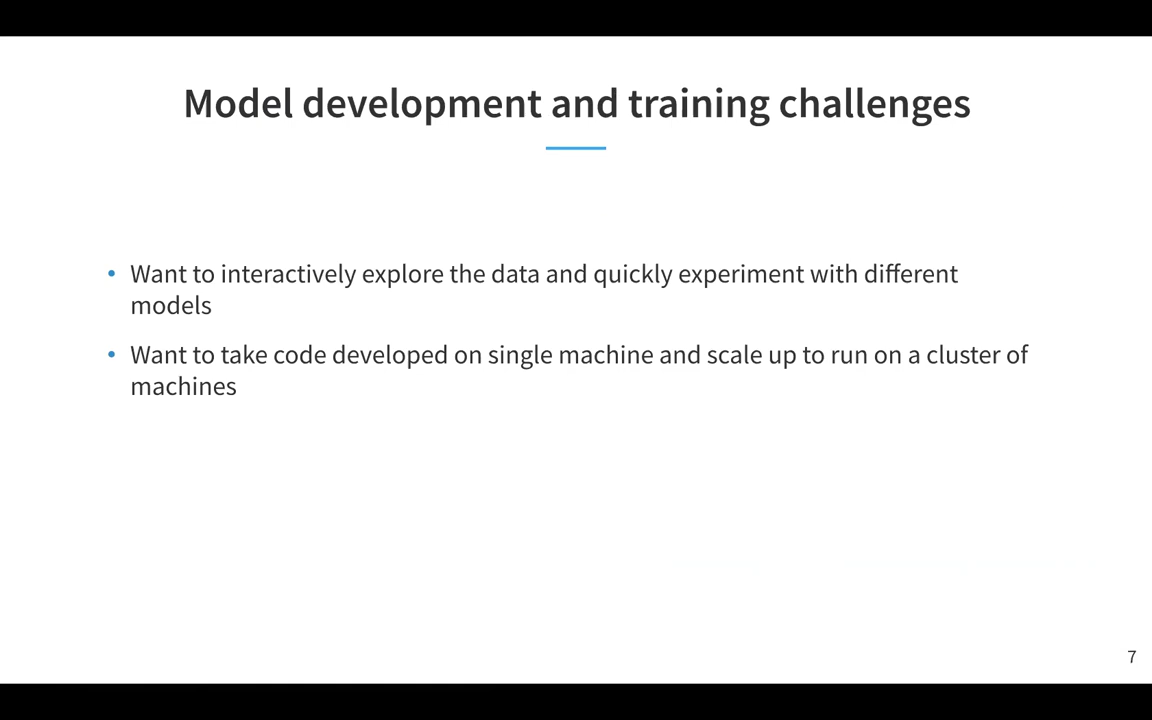 Model development and training challenges
• Want to interactively explore the data and quickly experiment with different
models
• Want to take code developed on single machine and scale up to run on a cluster of
machines
7